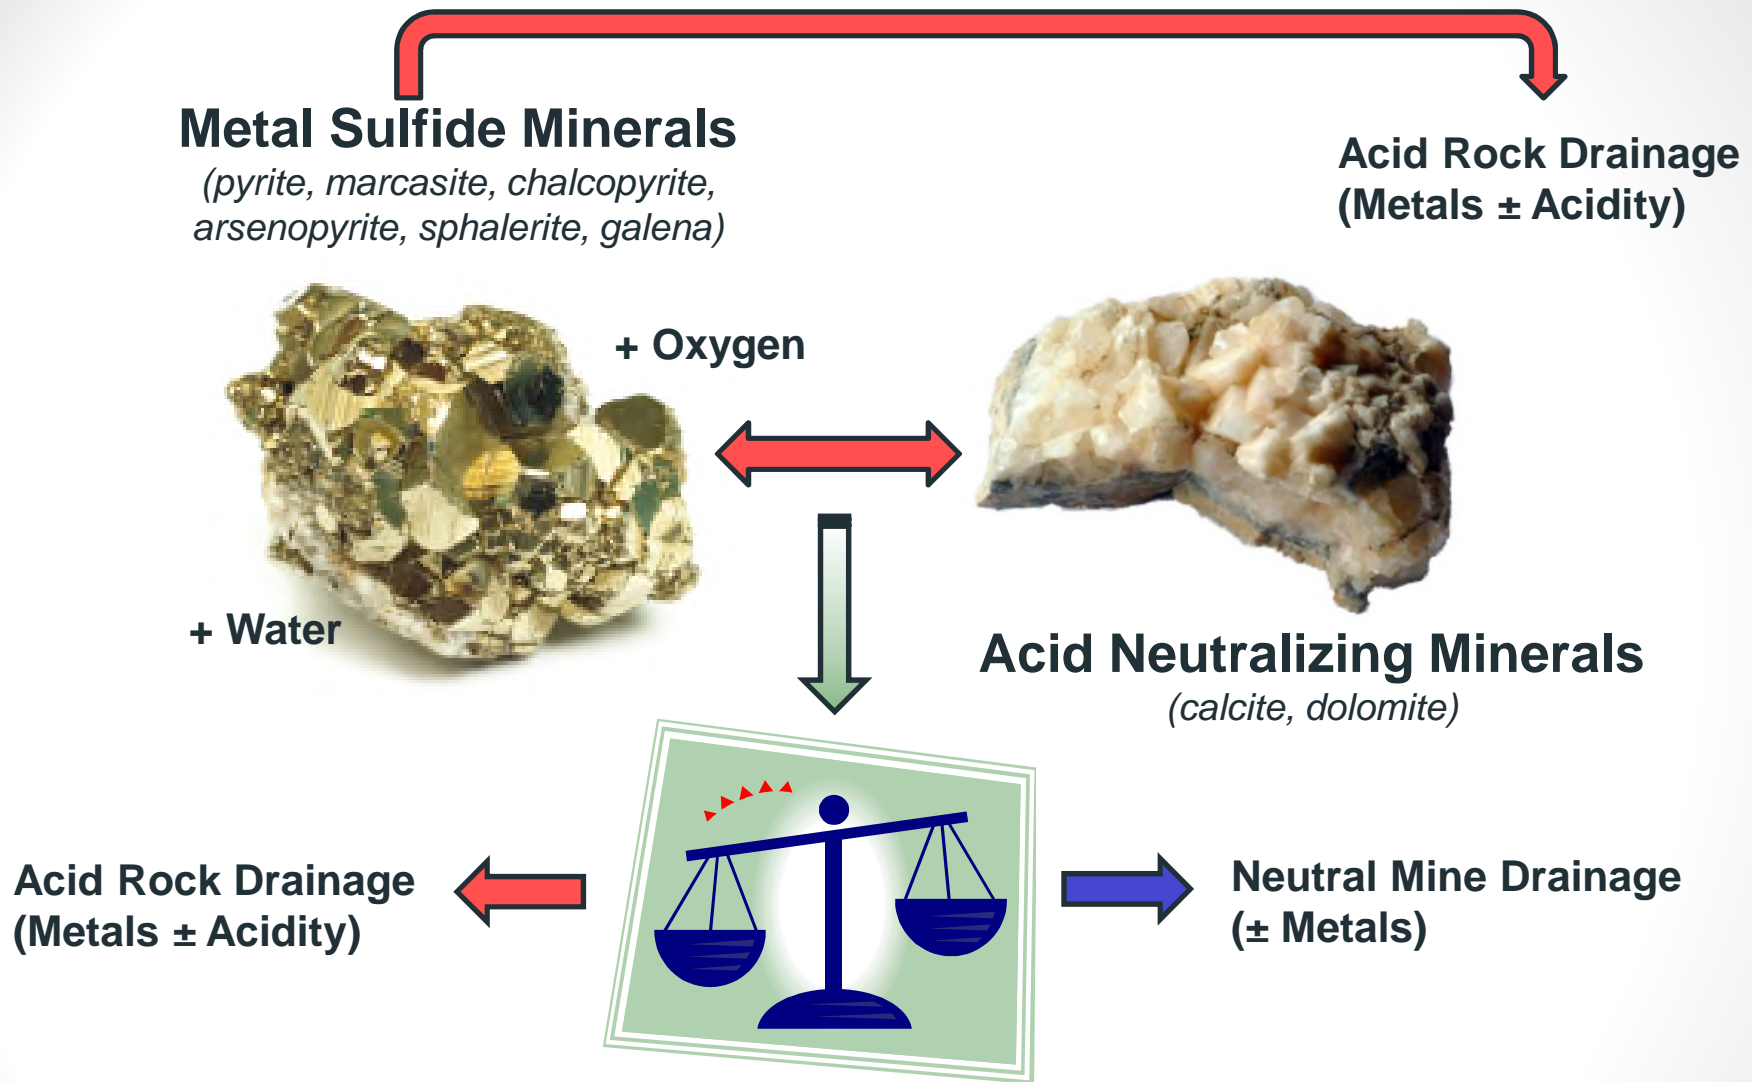 Metal Sulfide Minerals
(pyrite, marcasite, chalcopyrite,
arsenopyrite, sphalerite, galena)
Acid Rock Drainage
(Metals ± Acidity)
+ Oxygen
+ Water
Acid Neutralizing Minerals
(calcite, dolomite)
Acid Rock Drainage
(Metals ± Acidity)
Neutral Mine Drainage
(± Metals)